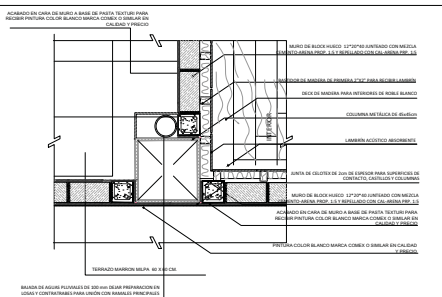 ACABADO EN CARA DE MURO A BASE DE PASTA TEXTURI PARA
RECIBIR PINTURA COLOR BLANCO MARCA COMEX O SIMILAR EN
CALIDAD Y PRECIO
MURO DE BLOCK HUECO 12*20*40 JUNTEADO CON MEZCLA
CEMENTO-ARENA PROP. 1:5 Y REPELLADO CON CAL-ARENA PRP. 1:5
BASTIDOR DE MADERA DE PRIMERA 2"X2" PARA RECIBIR LAMBRÍN
DECK DE MADERA PARA INTERIORES DE ROBLE BLANCO
COLUMNA METÁLICA DE 45x45cm
INTERIOR
LAMBRÍN ACÚSTICO ABSORBENTE
JUNTA DE CELOTEX DE 2cm DE ESPESOR PARA SUPERFICIES DE
CONTACTO, CASTILLOS Y COLUMNAS
MURO DE BLOCK HUECO 12*20*40 JUNTEADO CON MEZCLA
CEMENTO-ARENA PROP. 1:5 Y REPELLADO CON CAL-ARENA PRP. 1:5
ACABADO EN CARA DE MURO A BASE DE PASTA TEXTURI PARA
RECIBIR PINTURA COLOR BLANCO MARCA COMEX O SIMILAR EN
CALIDAD Y PRECIO
PINTURA COLOR BLANCO MARCA COMEX O SIMILAR EN CALIDAD
Y PRECIO
TERRAZO MARRON MILPA 60 X CM.
BAJADA DE AGUAS PLUVIALES DE 100 mm DEJAR PREPARACION EN
LOSAS Y CONTRATRABES PARA UNIÓN CON RAMALES PRINCIPALES